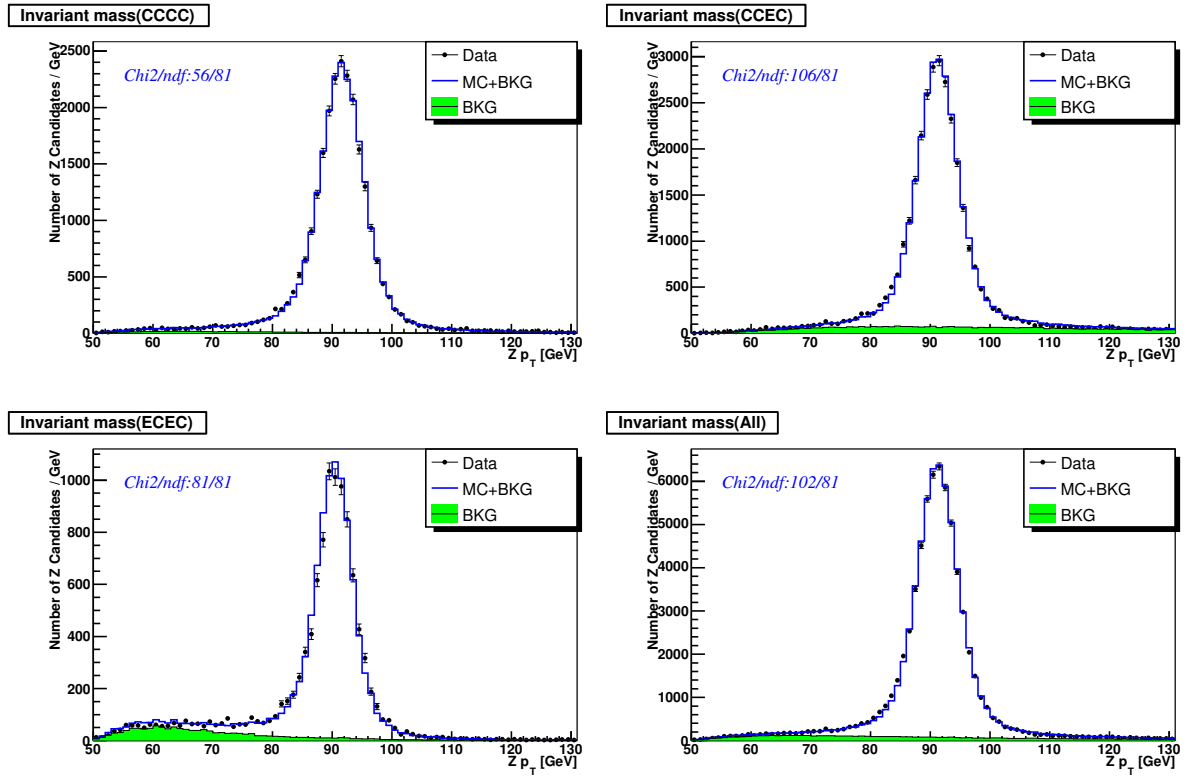 Invariant mass(CCCC)
Number of Z Candidates / GeV
2500
2000
1500
1000
500
0
Chi2/ndf:56/81
Data
MC+BKG
BKG
50 60 70 80 90 100 110 120 130
Z p_T [GeV]
Invariant mass(CCEC)
Number of Z Candidates / GeV
3000
2500
2000
1500
1000
500
0
Chi2/ndf:106/81
Data
MC+BKG
BKG
50 60 70 80 90 100 110 120 130
Z p_T [GeV]
Invariant mass(ECEC)
Number of Z Candidates / GeV
1000
800
600
400
200
0
Chi2/ndf:81/81
Data
MC+BKG
BKG
50 60 70 80 90 100 110 120 130
Z p_T [GeV]
Invariant mass(All)
Number of Z Candidates / GeV
6000
5000
4000
3000
2000
1000
0
Chi2/ndf:102/81
Data
MC+BKG
BKG
50 60 70 80 90 100 110 120 130
Z p_T [GeV]